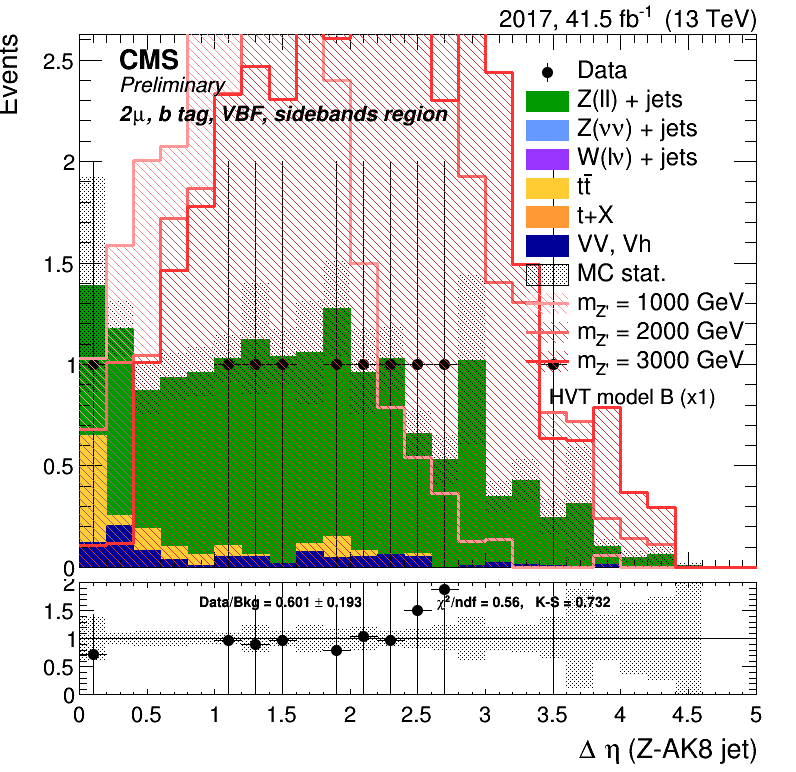 2017, 41.5 fb⁻¹ (13 TeV)
Events
CMS
Preliminary
2μ, b tag, VBF, sidebands region
Data
Z(ll) + jets
Z(νν) + jets
W(lν) + jets
tt̄
t+X
VV, Vh
MC stat.
m_Z' = 1000 GeV
m_Z' = 2000 GeV
m_Z' = 3000 GeV
HVT model B (x1)
2.5
2
1.5
1
0.5
0
Data/Bkg = 0.601 ± 0.193
χ²/ndf = 0.56, K-S = 0.732
2
1.5
1
0.5
0
0 0.5 1 1.5 2 2.5 3 3.5 4 4.5 5
Δ η (Z-AK8 jet)